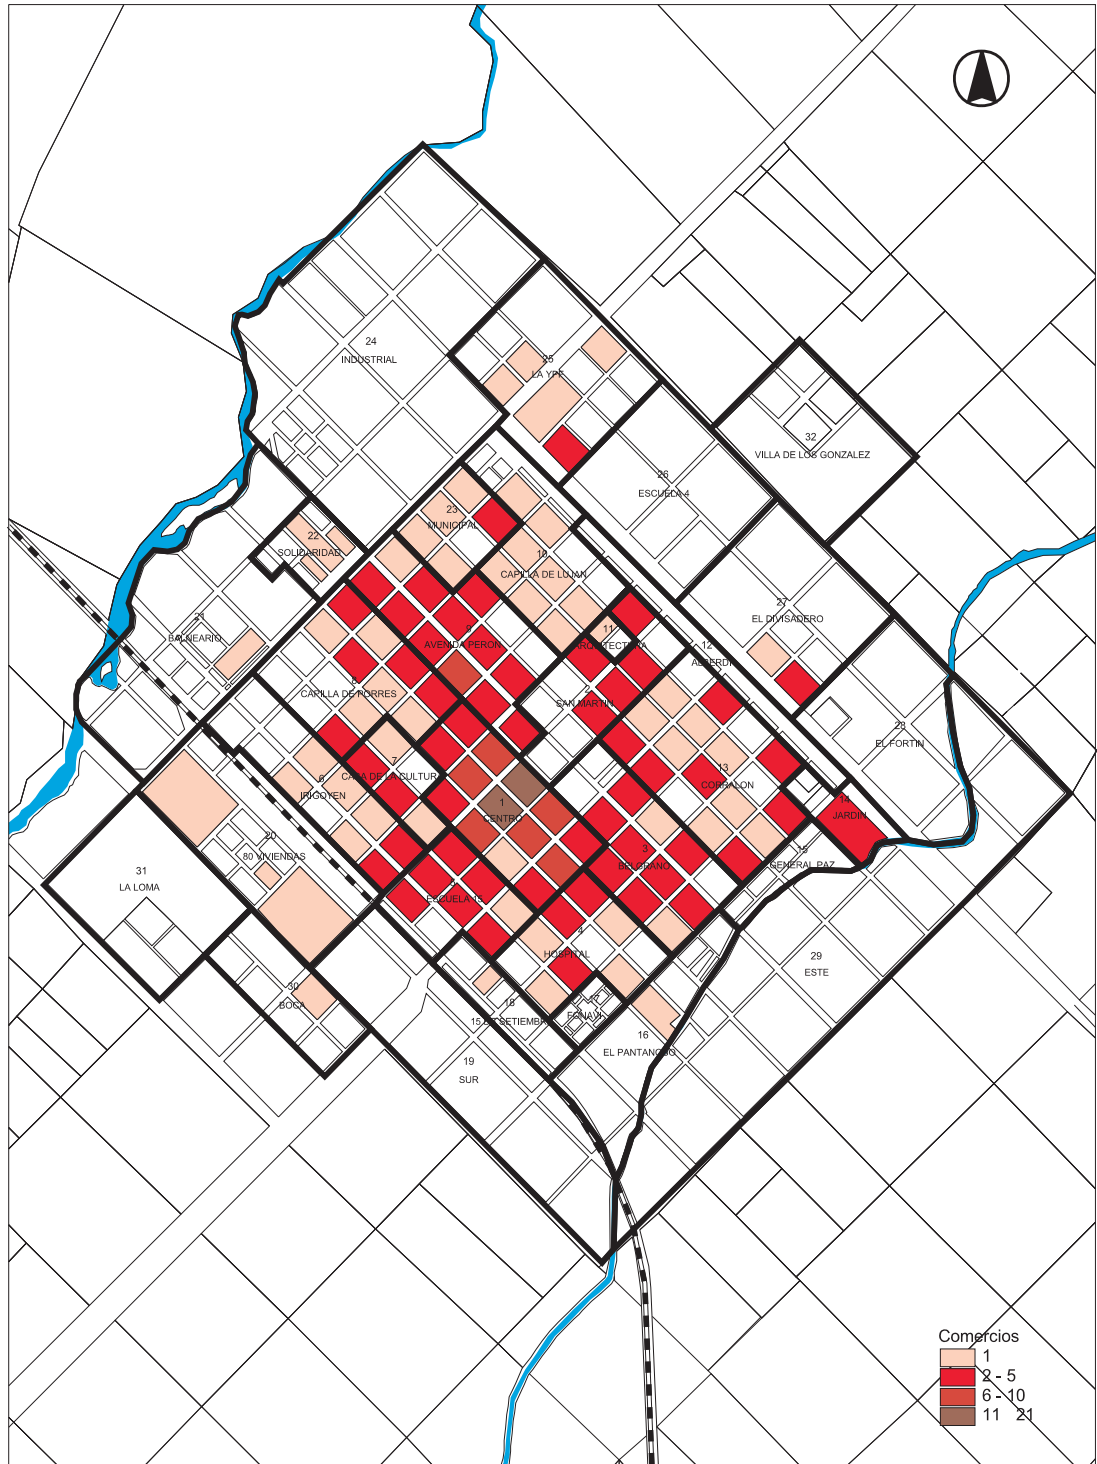 24
INDUSTRIAL
25
LA YPF
32
VILLA DE LOS GONZALEZ
26
ESCUELA 4
23
MUNICIPAL
22
SOLIDARIDAD
10
CAPILLA DE LUJAN
27
EL DIVISADERO
21
BALNEARIO
9
AVENIDA PERON
11
ARQUITECTURA
12
ALBERDI
8
CAPILLA DE PORRES
2
SAN MARTIN
28
EL FORTIN
7
CASA DE LA CULTURA
6
IRIGOYEN
13
CORRALON
1
CENTRO
14
JARDIN
20
80 VIVIENDAS
3
BELGRANO
15
GENERAL PAZ
31
LA LOMA
5
ESCUELA 15
4
HOSPITAL
29
ESTE
30
BOCA
18
15 DE SETIEMBRE
17
FONAVI
16
EL PANTANOSO
19
SUR
Comercios
1
2 - 5
6 - 10
11 21